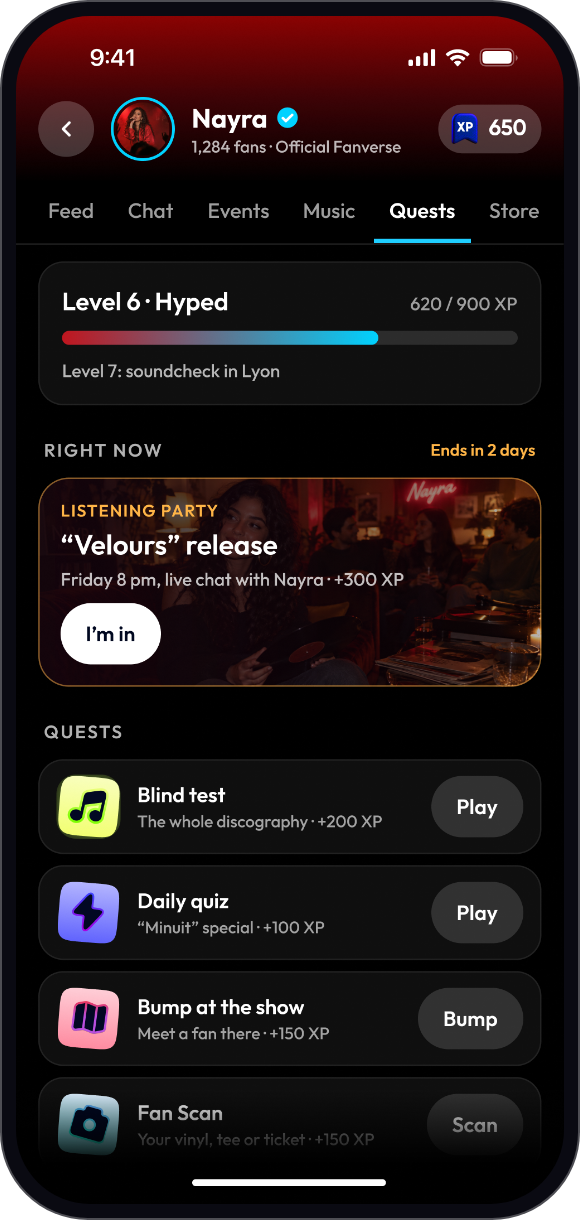 9:41
Nayra
1,284 fans · Official Fanverse
XP 650
Feed Chat Events Music Quests Store
Level 6 · Hyped 620 / 900 XP
Level 7: soundcheck in Lyon
RIGHT NOW Ends in 2 days
Nayra
LISTENING PARTY
“Velours” release
Friday 8 pm, live chat with Nayra · +300 XP
I’m in
QUESTS
Blind test
The whole discography · +200 XP
Play
Daily quiz
“Minuit” special · +100 XP
Play
Bump at the show
Meet a fan there · +150 XP
Bump
Fan Scan
Your vinyl, tee or ticket · +150 XP
Scan